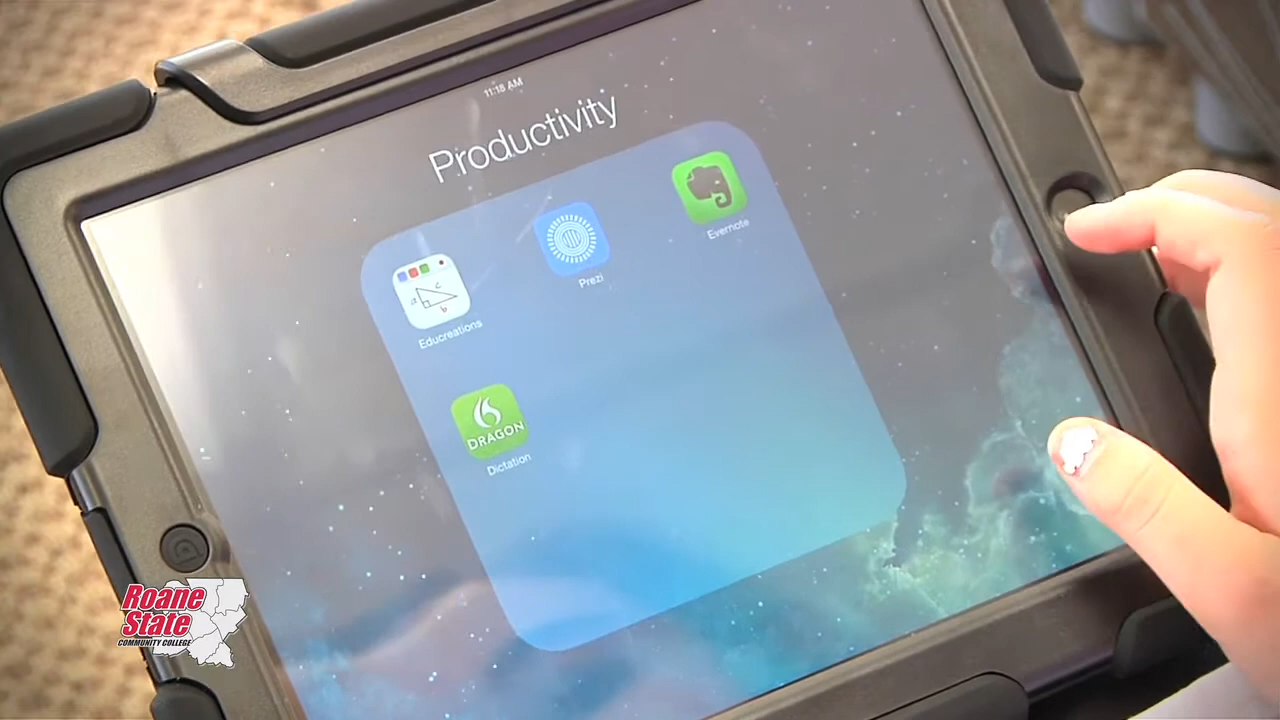 11:18 AM
Productivity
Educreations
Prezi
Evernote
a
c
b
DRAGON
Dictation
Roane
State
COMMUNITY COLLEGE